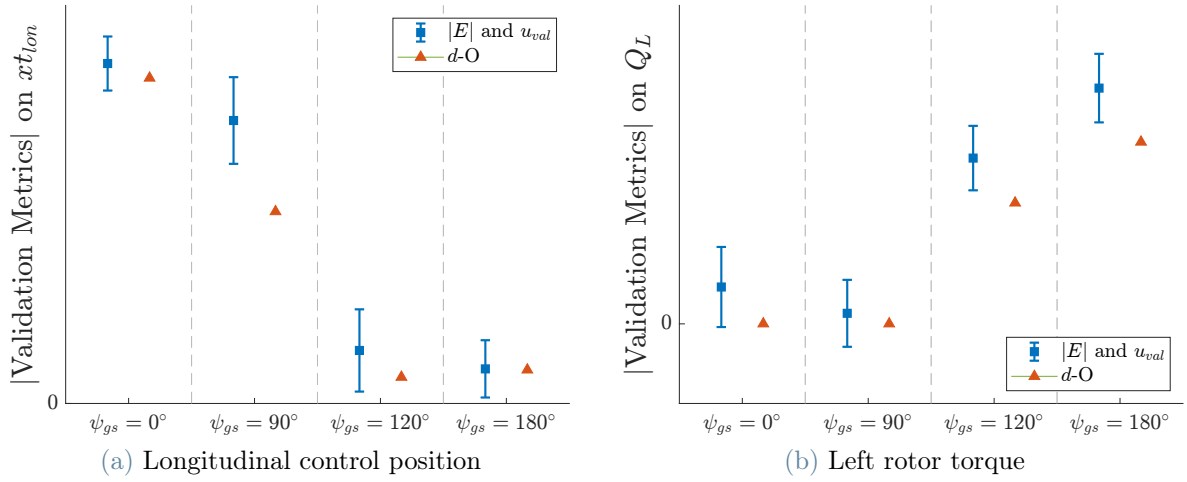 |Validation Metrics| on xt_lon
|E| and u_val
d-O
0
ψ_gs = 0° ψ_gs = 90° ψ_gs = 120° ψ_gs = 180°
(a) Longitudinal control position
|Validation Metrics| on Q_L
0
|E| and u_val
d-O
ψ_gs = 0° ψ_gs = 90° ψ_gs = 120° ψ_gs = 180°
(b) Left rotor torque